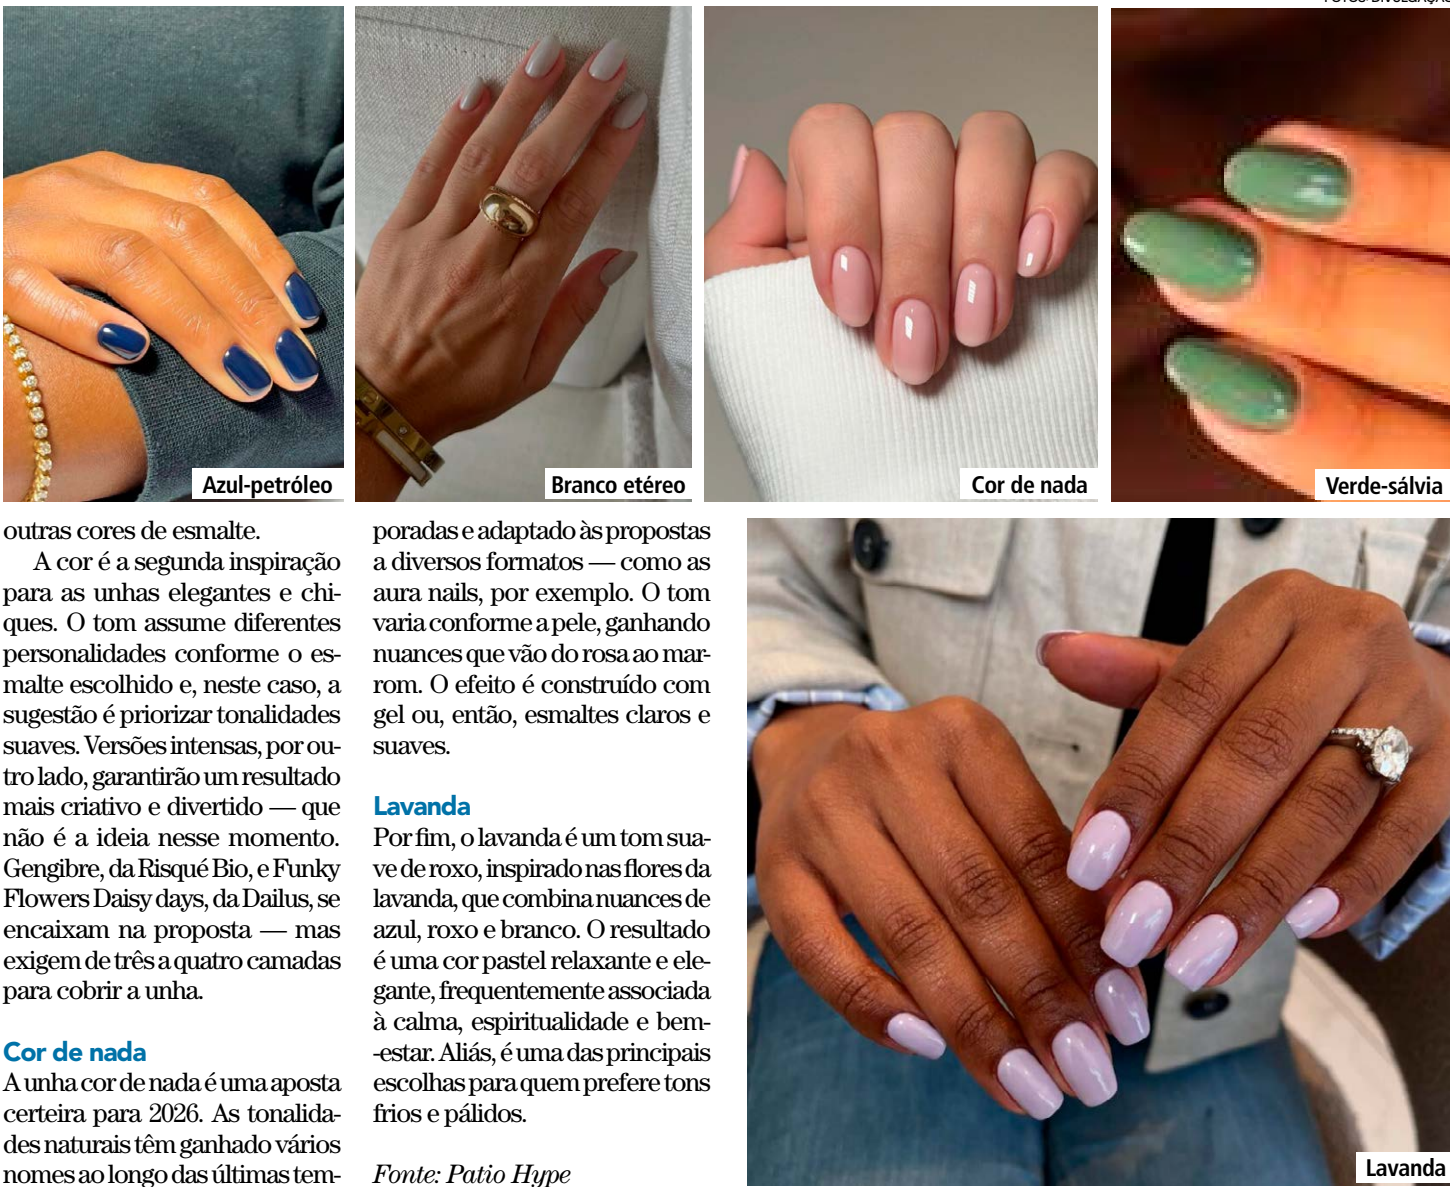 FOTOS: DIVULGAÇÃO
Azul-petróleo
Branco etéreo
Cor de nada
Verde-sálvia
outras cores de esmalte.
A cor é a segunda inspiração
para as unhas elegantes e chi-
ques. O tom assume diferentes
personalidades conforme o es-
malte escolhido e, neste caso, a
sugestão é priorizar tonalidades
suaves. Versões intensas, por ou-
tro lado, garantirão um resultado
mais criativo e divertido — que
não é a ideia nesse momento.
Gengibre, da Risqué Bio, e Funky
Flowers Daisy days, da Dailus, se
encaixam na proposta — mas
exigem de três a quatro camadas
para cobrir a unha.
Cor de nada
A unha cor de nada é uma aposta
certeira para 2026. As tonalida-
des naturais têm ganhado vários
nomes ao longo das últimas tem-
poradas e adaptado às propostas
a diversos formatos — como as
aura nails, por exemplo. O tom
varia conforme a pele, ganhando
nuances que vão do rosa ao mar-
rom. O efeito é construído com
gel ou, então, esmaltes claros e
suaves.
Lavanda
Por fim, o lavanda é um tom sua-
ve de roxo, inspirado nas flores da
lavanda, que combina nuances de
azul, roxo e branco. O resultado
é uma cor pastel relaxante e ele-
gante, frequentemente associada
à calma, espiritualidade e bem-
-estar. Aliás, é uma das principais
escolhas para quem prefere tons
frios e pálidos.
Fonte: Patio Hype
Lavanda